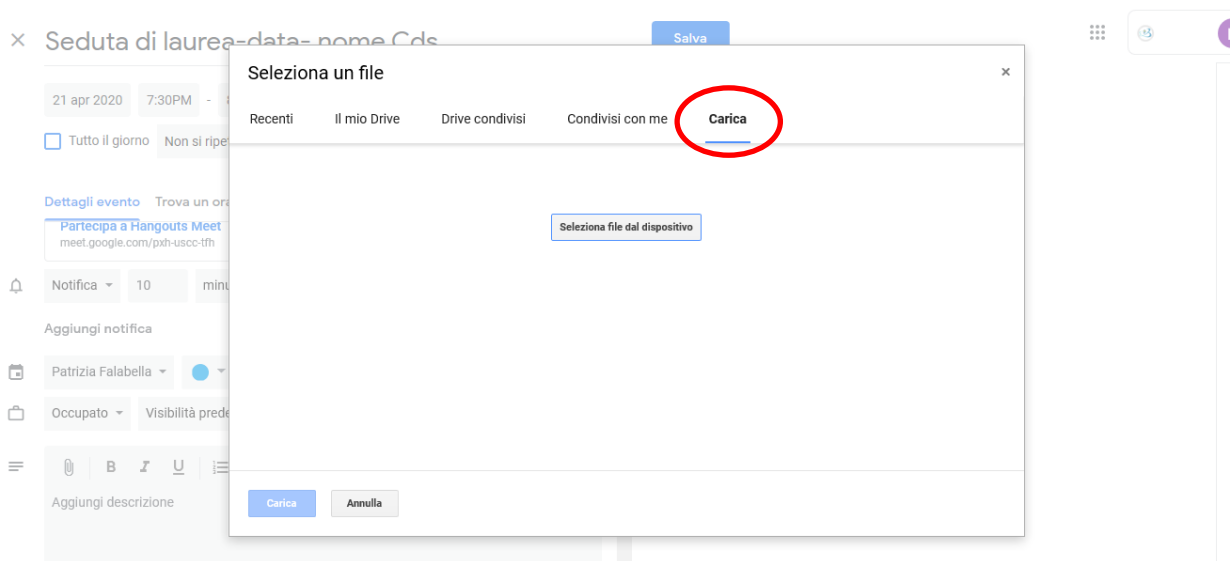 Seduta di laurea-data- nome Cds
Salva
Seleziona un file
21 apr 2020 7:30PM -
Recenti Il mio Drive Drive condivisi Condivisi con me Carica
Tutto il giorno Non si ripe
Dettagli evento Trova un ora
Partecipa a Hangouts Meet
Seleziona file dal dispositivo
meet.google.com/pxh-uscc-tfh
Notifica 10 minu
Aggiungi notifica
Patrizia Falabella
Occupato Visibilità prede
B I U
Aggiungi descrizione
Carica Annulla